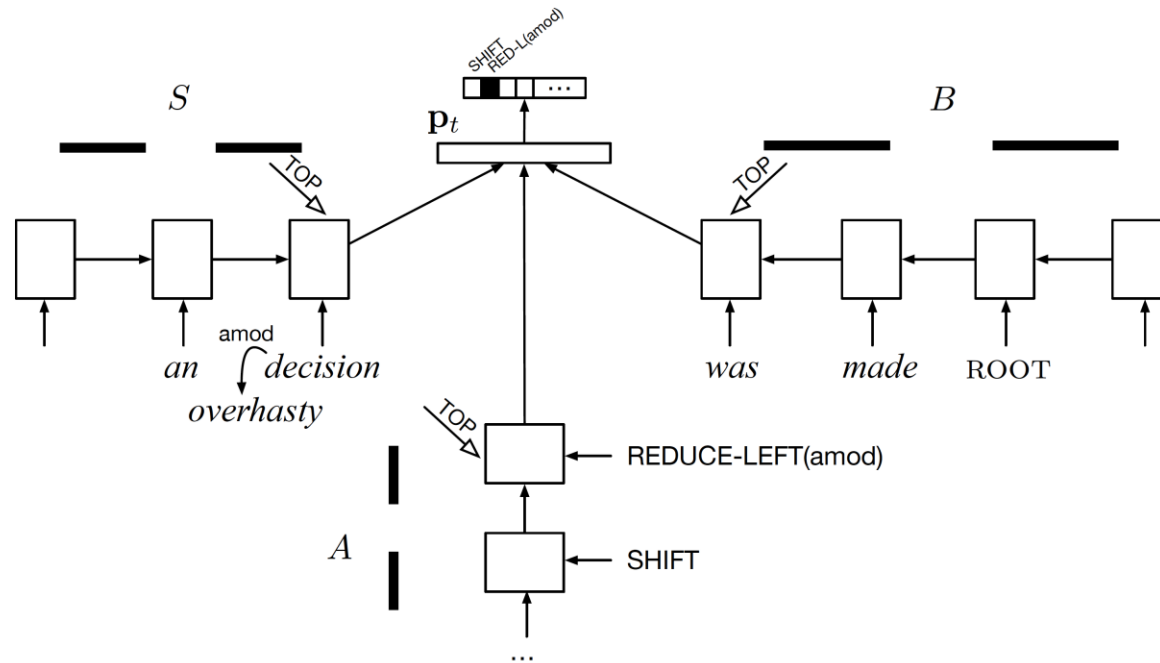 SHIFT
RED-L(amod)
...
S
B
p_t
TOP
TOP
amod
an decision
overhasty
was made ROOT
TOP
REDUCE-LEFT(amod)
A
SHIFT
...